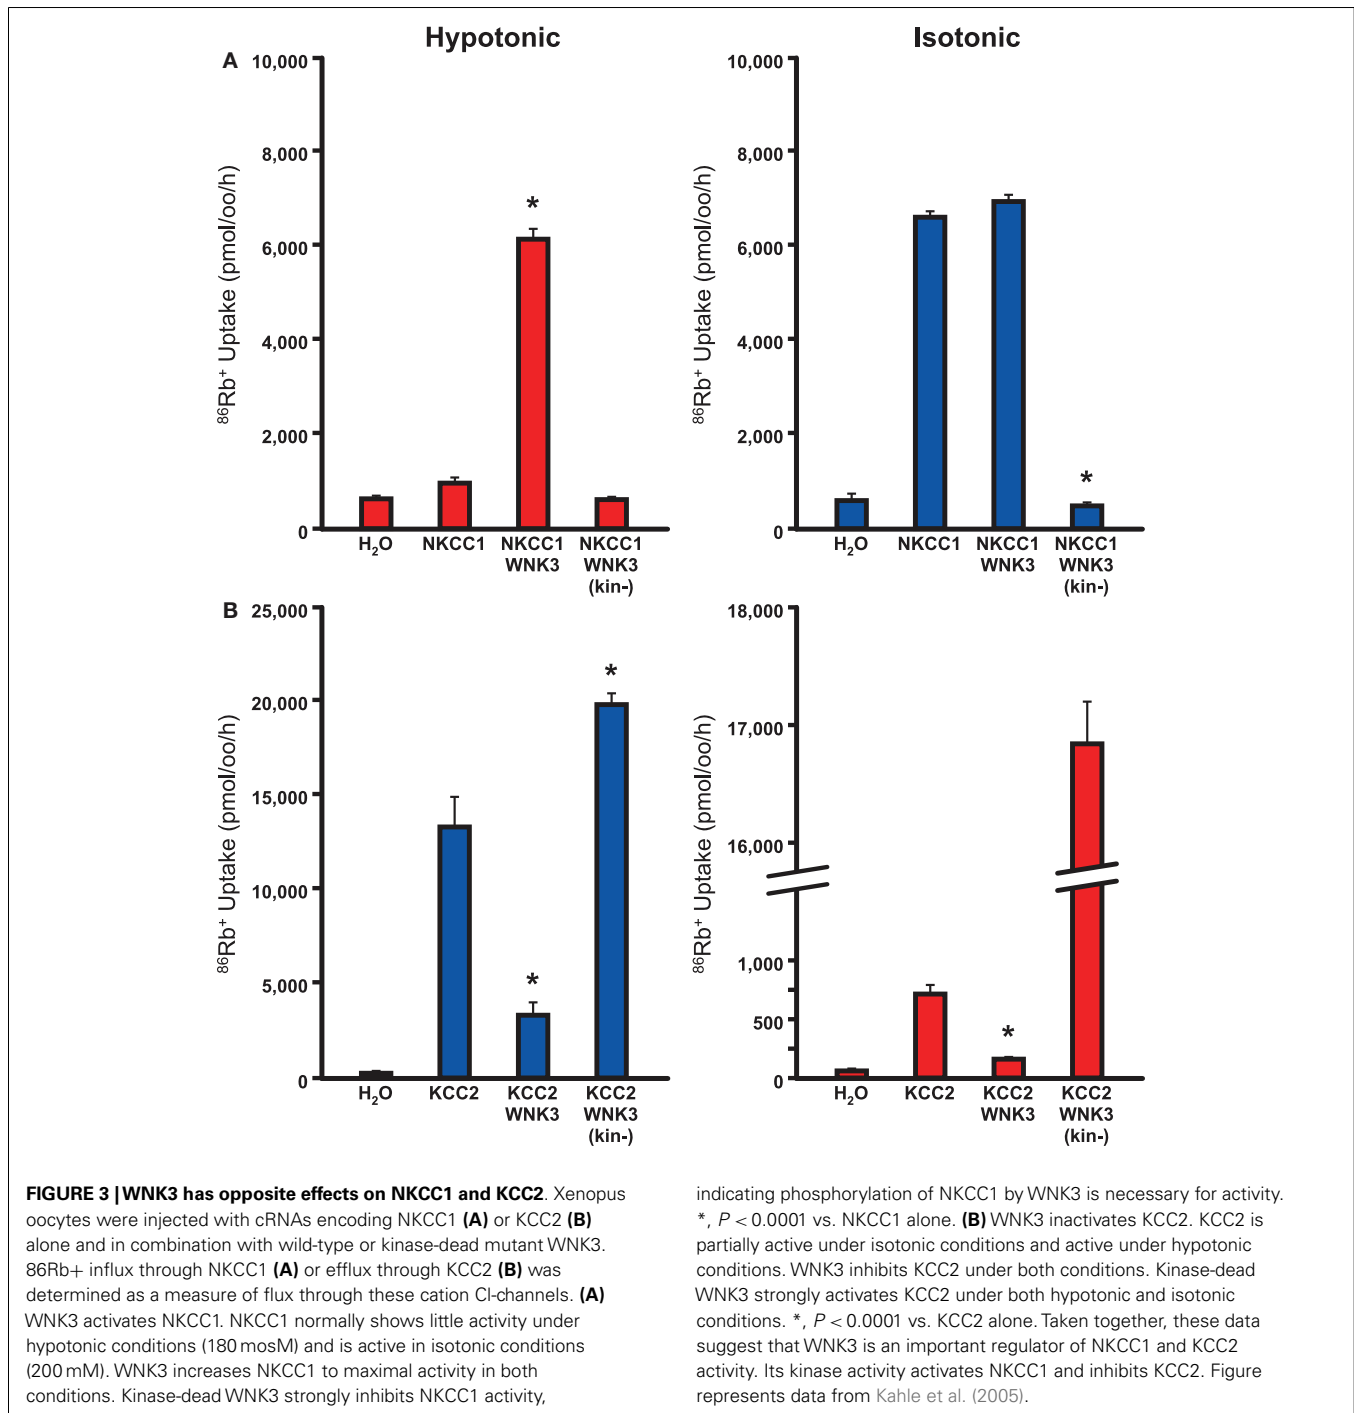 Hypotonic
Isotonic
A
10,000
8,000
6,000
4,000
2,000
0
86Rb+ Uptake (pmol/oo/h)
*
H2O
NKCC1
NKCC1
WNK3
NKCC1
WNK3
(kin-)
10,000
8,000
6,000
4,000
2,000
0
86Rb+ Uptake (pmol/oo/h)
*
H2O
NKCC1
NKCC1
WNK3
NKCC1
WNK3
(kin-)
B
25,000
20,000
15,000
10,000
5,000
0
86Rb+ Uptake (pmol/oo/h)
*
*
H2O
KCC2
KCC2
WNK3
KCC2
WNK3
(kin-)
18,000
17,000
16,000
1,000
500
0
86Rb+ Uptake (pmol/oo/h)
*
H2O
KCC2
KCC2
WNK3
KCC2
WNK3
(kin-)
FIGURE 3 | WNK3 has opposite effects on NKCC1 and KCC2. Xenopus
oocytes were injected with cRNAs encoding NKCC1 (A) or KCC2 (B)
alone and in combination with wild-type or kinase-dead mutant WNK3.
86Rb+ influx through NKCC1 (A) or efflux through KCC2 (B) was
determined as a measure of flux through these cation Cl-channels. (A)
WNK3 activates NKCC1. NKCC1 normally shows little activity under
hypotonic conditions (180 mosM) and is active in isotonic conditions
(200 mM). WNK3 increases NKCC1 to maximal activity in both
conditions. Kinase-dead WNK3 strongly inhibits NKCC1 activity,
indicating phosphorylation of NKCC1 by WNK3 is necessary for activity.
*, P < 0.0001 vs. NKCC1 alone. (B) WNK3 inactivates KCC2. KCC2 is
partially active under isotonic conditions and active under hypotonic
conditions. WNK3 inhibits KCC2 under both conditions. Kinase-dead
WNK3 strongly activates KCC2 under both hypotonic and isotonic
conditions. *, P < 0.0001 vs. KCC2 alone. Taken together, these data
suggest that WNK3 is an important regulator of NKCC1 and KCC2
activity. Its kinase activity activates NKCC1 and inhibits KCC2. Figure
represents data from Kahle et al. (2005).